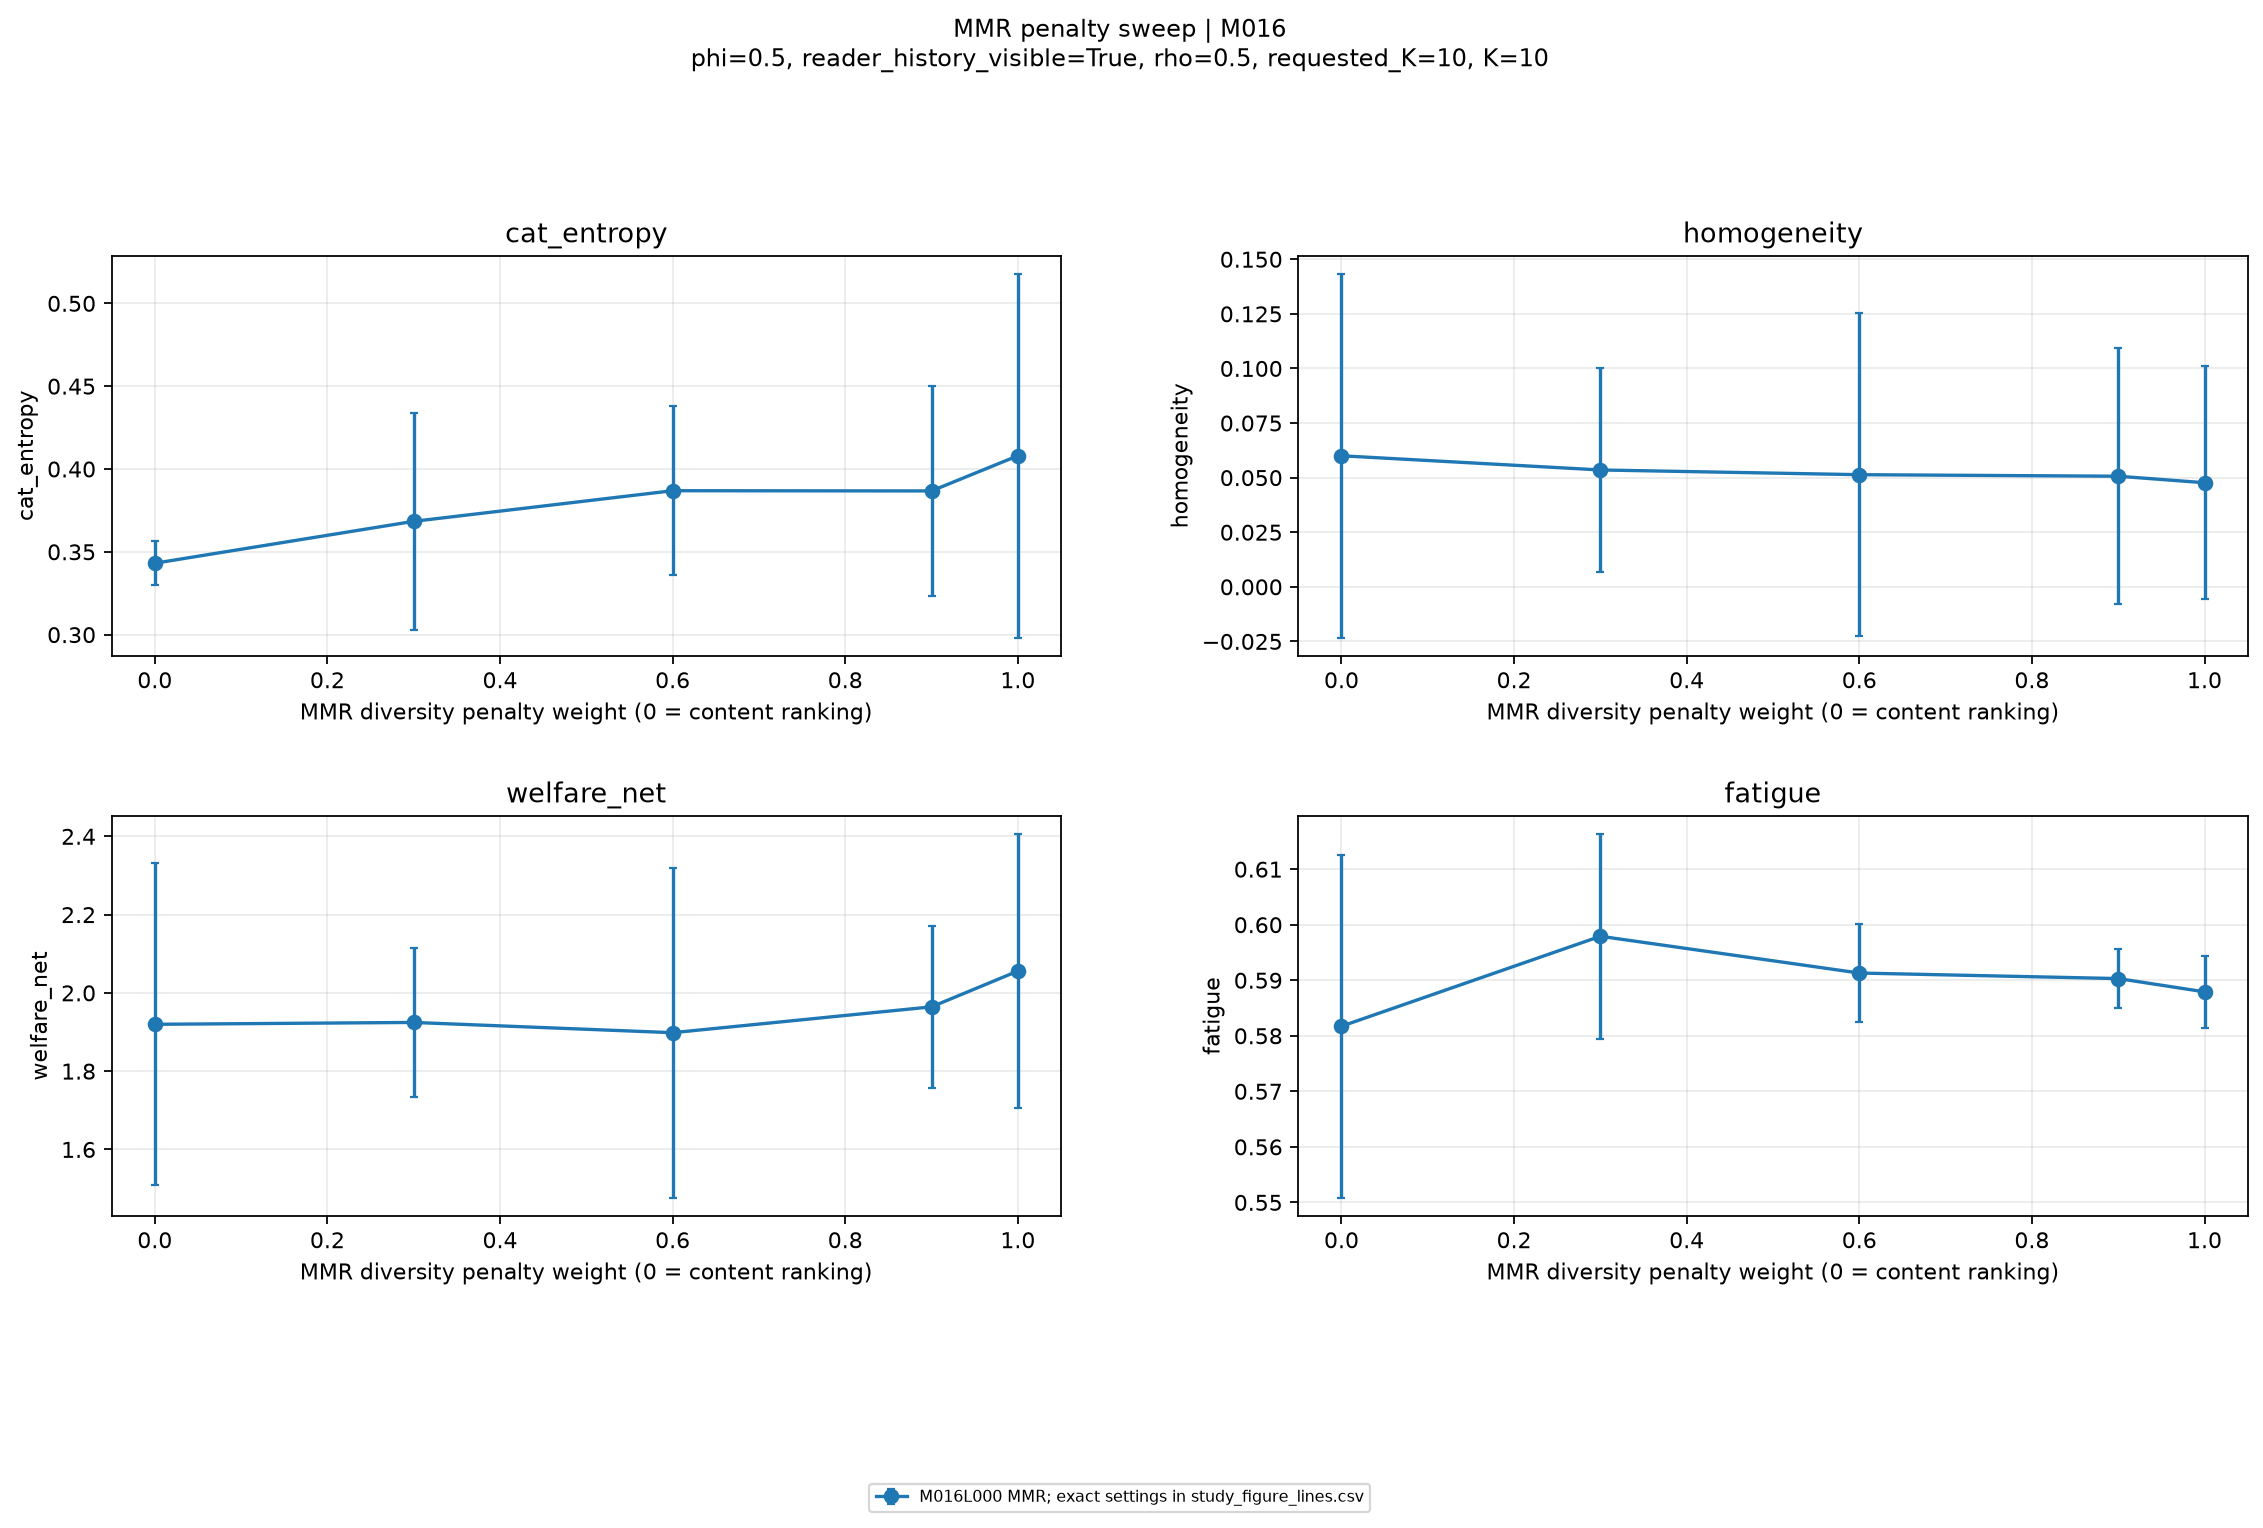 MMR penalty sweep | M016
phi=0.5, reader_history_visible=True, rho=0.5, requested_K=10, K=10
cat_entropy
cat_entropy
0.50
0.45
0.40
0.35
0.30
0.0 0.2 0.4 0.6 0.8 1.0
MMR diversity penalty weight (0 = content ranking)
homogeneity
homogeneity
0.150
0.125
0.100
0.075
0.050
0.025
0.000
−0.025
0.0 0.2 0.4 0.6 0.8 1.0
MMR diversity penalty weight (0 = content ranking)
welfare_net
welfare_net
2.4
2.2
2.0
1.8
1.6
0.0 0.2 0.4 0.6 0.8 1.0
MMR diversity penalty weight (0 = content ranking)
fatigue
fatigue
0.61
0.60
0.59
0.58
0.57
0.56
0.55
0.0 0.2 0.4 0.6 0.8 1.0
MMR diversity penalty weight (0 = content ranking)
M016L000 MMR; exact settings in study_figure_lines.csv